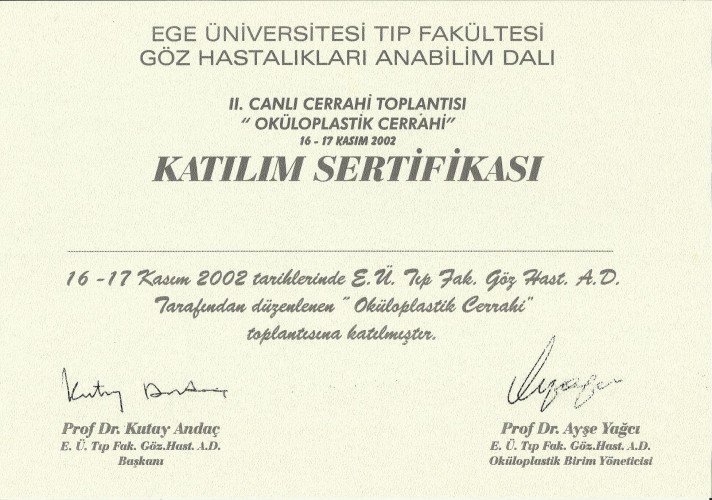 EGE ÜNİVERSİTESİ TIP FAKÜLTESİ
GÖZ HASTALIKLARI ANABİLİM DALI
II. CANLI CERRAHİ TOPLANTISI
“ OKÜLOPLASTİK CERRAHİ”
16 - 17 KASIM 2002
KATILIM SERTİFİKASI
16 -17 Kasım 2002 tarihlerinde E.Ü. Tıp Fak. Göz Hast. A.D.
Tarafından düzenlenen “ Oküloplastik Cerrahi”
toplantısına katılmıştır.
Kutay Andaç
Prof Dr. Kutay Andaç
E. Ü. Tıp Fak. Göz.Hast. A.D.
Başkanı
Prof Dr. Ayşe Yağcı
E. Ü. Tıp Fak. Göz.Hast. A.D.
Oküloplastik Birim Yöneticisi